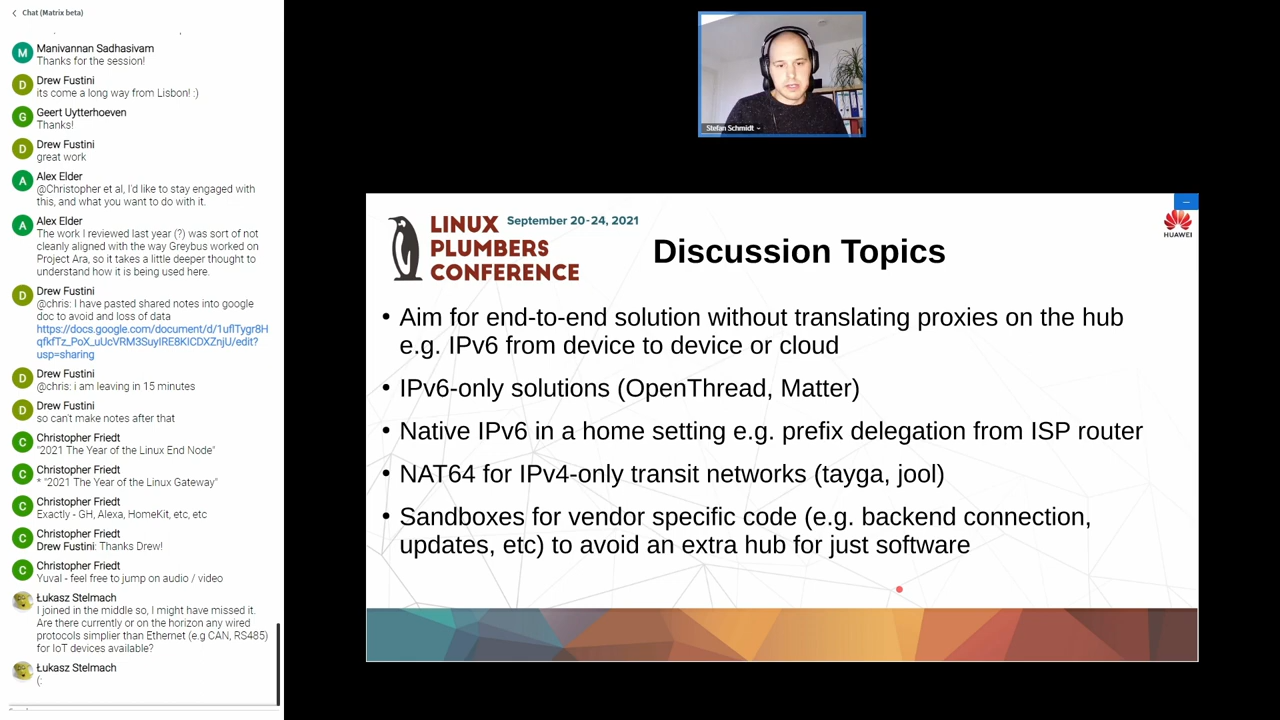 Chat (Matrix beta)
M
Manivannan Sadhasivam
Thanks for the session!
D
Drew Fustini
its come a long way from Lisbon! :)
G
Geert Uytterhoeven
Thanks!
D
Drew Fustini
great work
A
Alex Elder
@Christopher et al, I'd like to stay engaged with
this, and what you want to do with it.
A
Alex Elder
The work I reviewed last year (?) was sort of not
cleanly aligned with the way Greybus worked on
Project Ara, so it takes a little deeper thought to
understand how it is being used here.
D
Drew Fustini
@chris: I have pasted shared notes into google
doc to avoid and loss of data
usp=sharing
D
Drew Fustini
@chris: i am leaving in 15 minutes
D
Drew Fustini
so can't make notes after that
C
Christopher Friedt
"2021 The Year of the Linux End Node"
C
Christopher Friedt
* "2021 The Year of the Linux Gateway"
C
Christopher Friedt
Exactly - GH, Alexa, HomeKit, etc, etc
C
Christopher Friedt
Drew Fustini: Thanks Drew!
C
Christopher Friedt
Yuval - feel free to jump on audio / video
Łukasz Stelmach
I joined in the middle so, I might have missed it.
Are there currently or on the horizon any wired
protocols simplier than Ethernet (e.g CAN, RS485)
for IoT devices available?
Łukasz Stelmach
(:
Stefan Schmidt
LINUX
PLUMBERS
CONFERENCE
September 20-24, 2021
HUAWEI
Discussion Topics
• Aim for end-to-end solution without translating proxies on the hub
e.g. IPv6 from device to device or cloud
• IPv6-only solutions (OpenThread, Matter)
• Native IPv6 in a home setting e.g. prefix delegation from ISP router
• NAT64 for IPv4-only transit networks (tayga, jool)
• Sandboxes for vendor specific code (e.g. backend connection,
updates, etc) to avoid an extra hub for just software